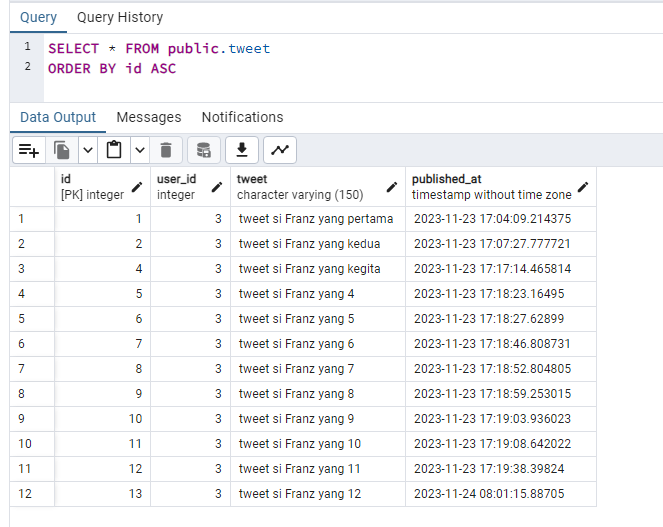 Query Query History
1 SELECT * FROM public.tweet
2 ORDER BY id ASC
Data Output Messages Notifications
id user_id tweet published_at
[PK] integer integer character varying (150) timestamp without time zone
1 1 3 tweet si Franz yang pertama 2023-11-23 17:04:09.214375
2 2 3 tweet si Franz yang kedua 2023-11-23 17:07:27.777721
3 4 3 tweet si Franz yang kegita 2023-11-23 17:17:14.465814
4 5 3 tweet si Franz yang 4 2023-11-23 17:18:23.16495
5 6 3 tweet si Franz yang 5 2023-11-23 17:18:27.62899
6 7 3 tweet si Franz yang 6 2023-11-23 17:18:46.808731
7 8 3 tweet si Franz yang 7 2023-11-23 17:18:52.804805
8 9 3 tweet si Franz yang 8 2023-11-23 17:18:59.253015
9 10 3 tweet si Franz yang 9 2023-11-23 17:19:03.936023
10 11 3 tweet si Franz yang 10 2023-11-23 17:19:08.642022
11 12 3 tweet si Franz yang 11 2023-11-23 17:19:38.39824
12 13 3 tweet si Franz yang 12 2023-11-24 08:01:15.88705